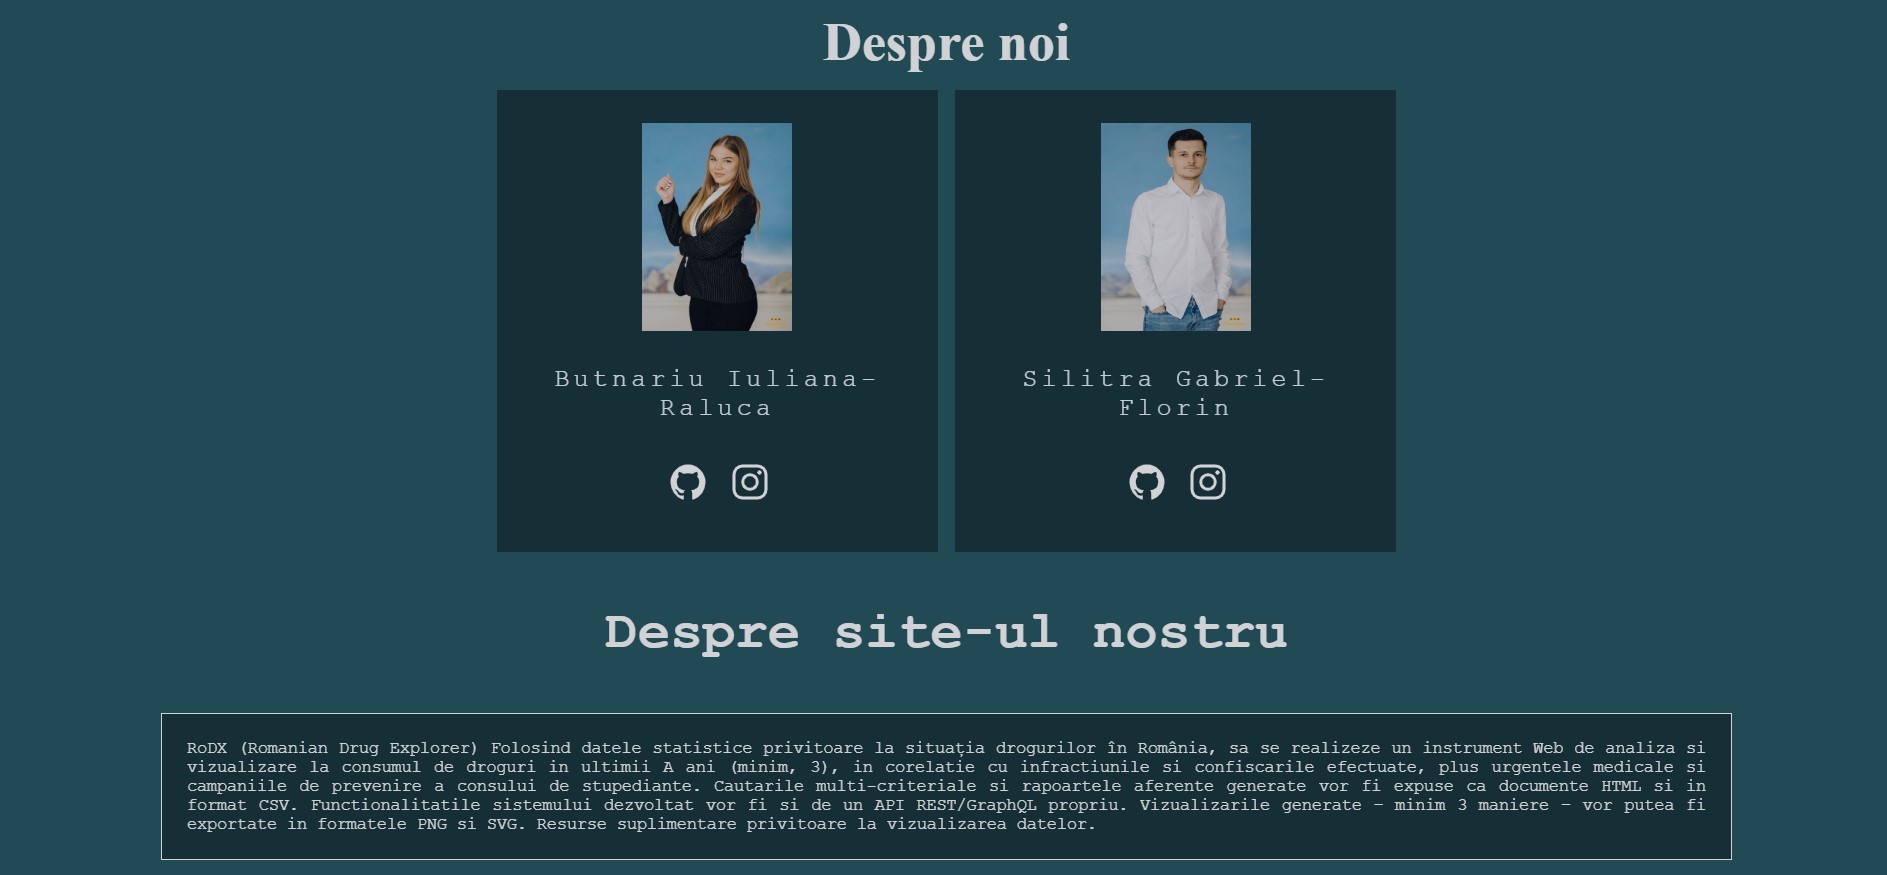 Despre noi
Butnariu Iuliana-
Raluca
Silitra Gabriel-
Florin
Despre site-ul nostru
RoDX (Romanian Drug Explorer) Folosind datele statistice privitoare la situația drogurilor în România, sa se realizeze un instrument Web de analiza si
vizualizare la consumul de droguri in ultimii A ani (minim, 3), in corelatie cu infractiunile si confiscarile efectuate, plus urgentele medicale si
campaniile de prevenire a consului de stupediante. Cautarile multi-criteriale si rapoartele aferente generate vor fi expuse ca documente HTML si in
format CSV. Functionalitatile sistemului dezvoltat vor fi si de un API REST/GraphQL propriu. Vizualizarile generate - minim 3 maniere - vor putea fi
exportate in formatele PNG si SVG. Resurse suplimentare privitoare la vizualizarea datelor.